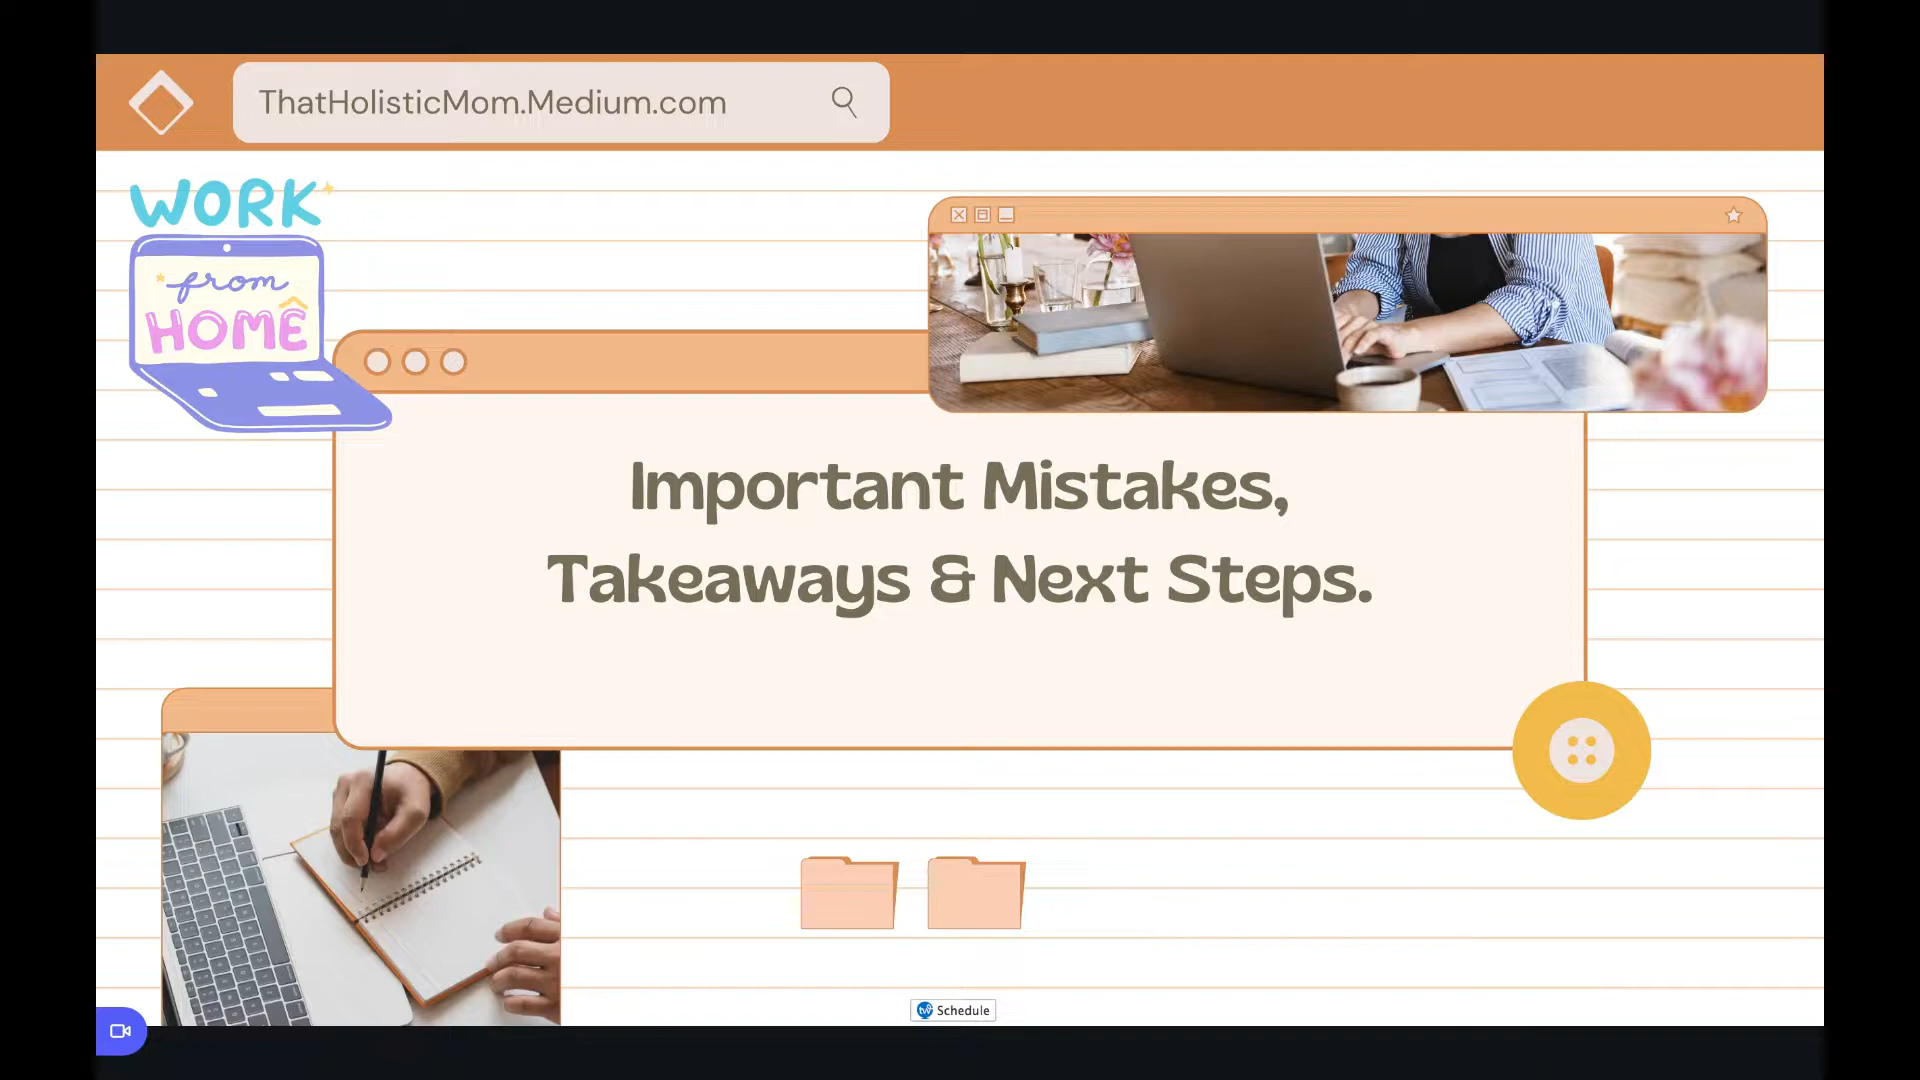 ThatHolisticMom.Medium.com
WORK
from
HOME
Important Mistakes,
Takeaways & Next Steps.
Schedule